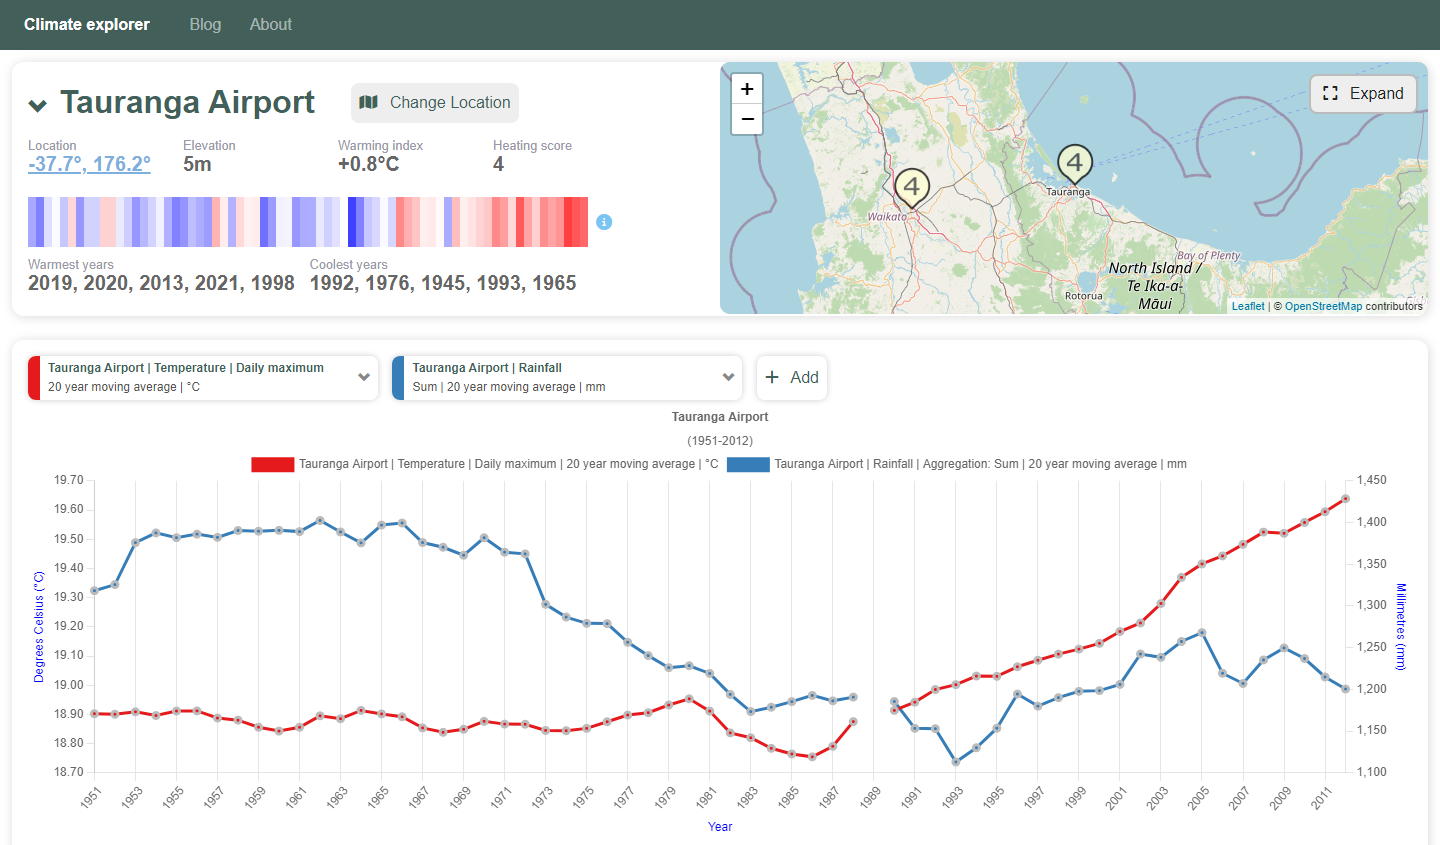 Climate explorer Blog About
Tauranga Airport
Change Location
Location Elevation Warming index Heating score
-37.7°, 176.2° 5m +0.8°C 4
Warmest years Coolest years
2019, 2020, 2013, 2021, 1998 1992, 1976, 1945, 1993, 1965
+
−
Expand
4
4
Tauranga
Waikato
Bay of Plenty
North Island /
Te Ika-a-
Māui
Rotorua
Leaflet | © OpenStreetMap contributors
Tauranga Airport | Temperature | Daily maximum
20 year moving average | °C
Tauranga Airport | Rainfall
Sum | 20 year moving average | mm
+ Add
Tauranga Airport
(1951-2012)
Tauranga Airport | Temperature | Daily maximum | 20 year moving average | °C
Tauranga Airport | Rainfall | Aggregation: Sum | 20 year moving average | mm
Degrees Celsius (°C)
19.70
19.60
19.50
19.40
19.30
19.20
19.10
19.00
18.90
18.80
18.70
1,450
1,400
1,350
1,300
1,250
1,200
1,150
1,100
Millimetres (mm)
1951 1953 1955 1957 1959 1961 1963 1965 1967 1969 1971 1973 1975 1977 1979 1981 1983 1985 1987 1989 1991 1993 1995 1997 1999 2001 2003 2005 2007 2009 2011
Year